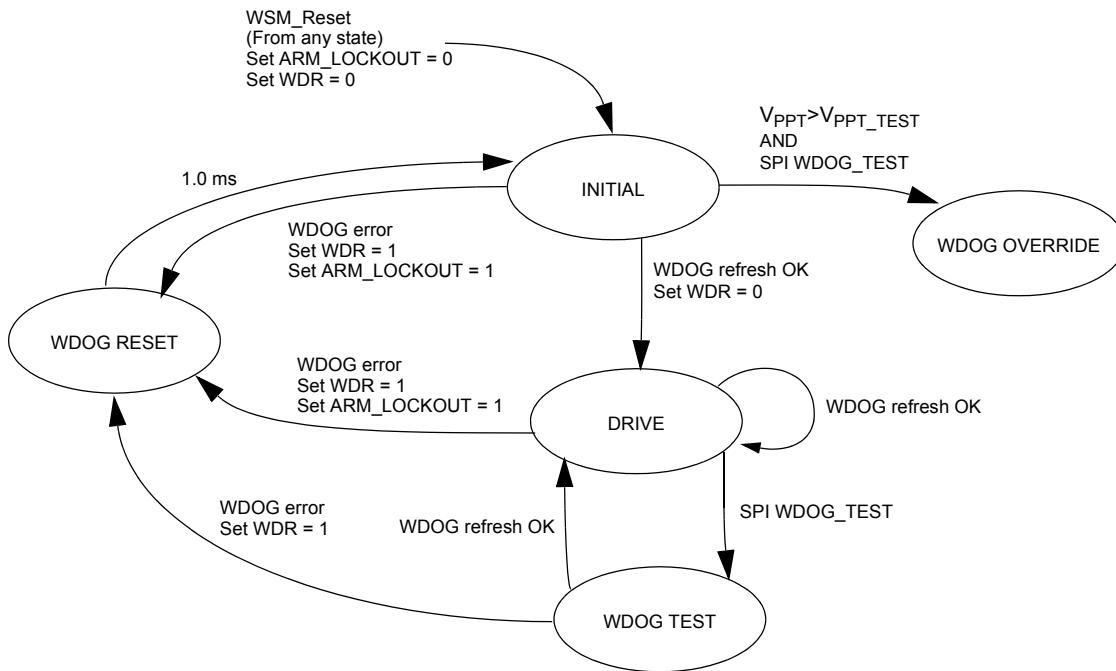 WSM_Reset
(From any state)
Set ARM_LOCKOUT = 0
Set WDR = 0
VPPT>VPPT_TEST
AND
SPI WDOG_TEST
1.0 ms
INITIAL
WDOG error
Set WDR = 1
Set ARM_LOCKOUT = 1
WDOG OVERRIDE
WDOG refresh OK
Set WDR = 0
WDOG RESET
WDOG error
Set WDR = 1
Set ARM_LOCKOUT = 1
DRIVE
WDOG refresh OK
WDOG error
Set WDR = 1
WDOG refresh OK
SPI WDOG_TEST
WDOG TEST